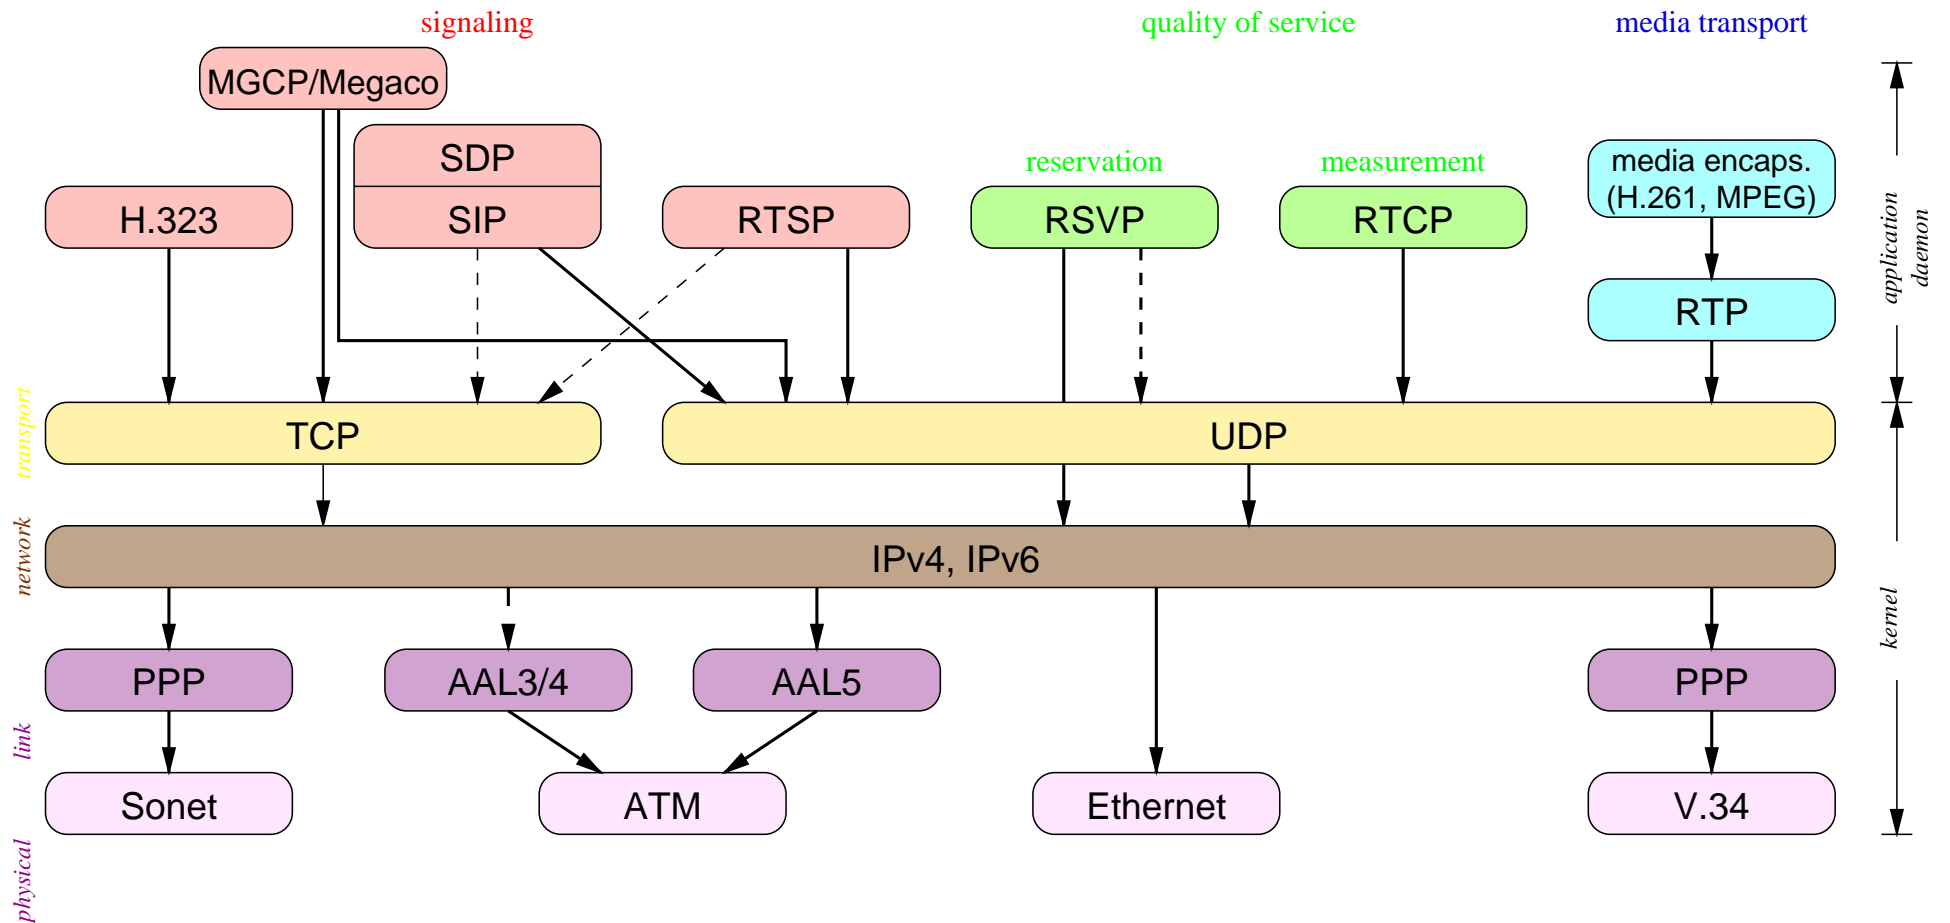 signaling
quality of service
media transport
MGCP/Megaco
SDP
SIP
reservation
measurement
media encaps.
(H.261, MPEG)
H.323
RTSP
RSVP
RTCP
application
daemon
RTP
transport
TCP
UDP
network
IPv4, IPv6
kernel
PPP
AAL3/4
AAL5
PPP
link
Sonet
ATM
Ethernet
V.34
physical